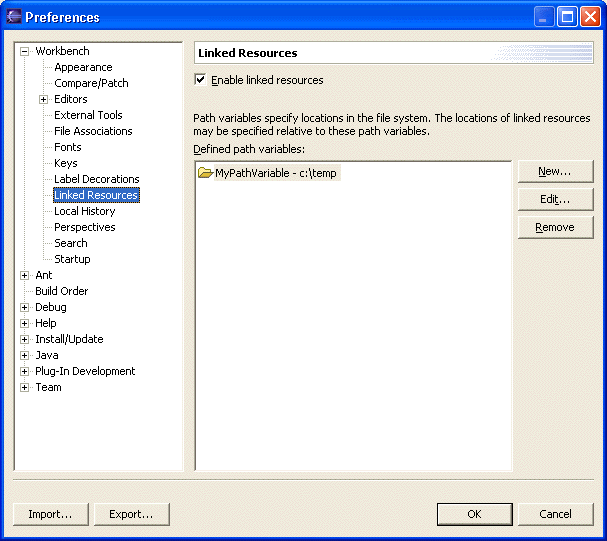 Preferences
Workbench
Appearance
Compare/Patch
Editors
External Tools
File Associations
Fonts
Keys
Label Decorations
Linked Resources
Local History
Perspectives
Search
Startup
Ant
Build Order
Debug
Help
Install/Update
Java
Plug-In Development
Team
Linked Resources
Enable linked resources
Path variables specify locations in the file system. The locations of linked resources
may be specified relative to these path variables.
Defined path variables:
MyPathVariable - c:\temp
New...
Edit...
Remove
Import...
Export...
OK
Cancel